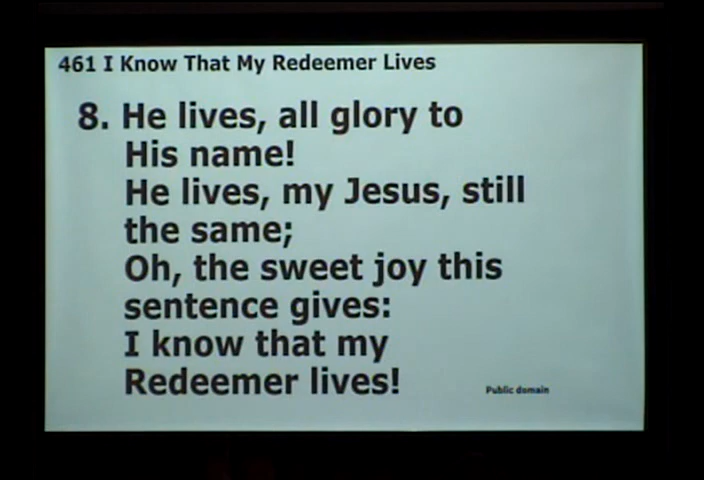 461 I Know That My Redeemer Lives
8. He lives, all glory to
His name!
He lives, my Jesus, still
the same;
Oh, the sweet joy this
sentence gives:
I know that my
Redeemer lives!
Public domain